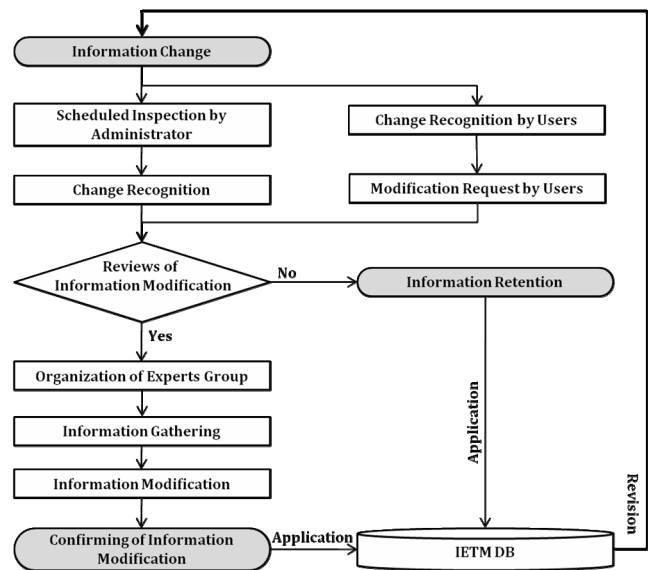 Information Change
Scheduled Inspection by
Administrator
Change Recognition by Users
Change Recognition
Modification Request by Users
Reviews of
Information Modification
No
Information Retention
Yes
Organization of Experts Group
Information Gathering
Information Modification
Application
Revision
Confirming of Information
Modification
Application
IETM DB